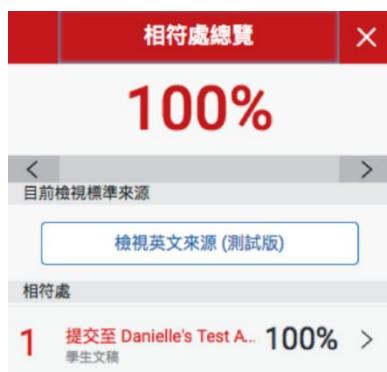 相符處總覽
100%
目前檢視標準來源
檢視英文來源 (測試版)
相符處
1 提交至 Danielle's Test A... 100%
學生文稿